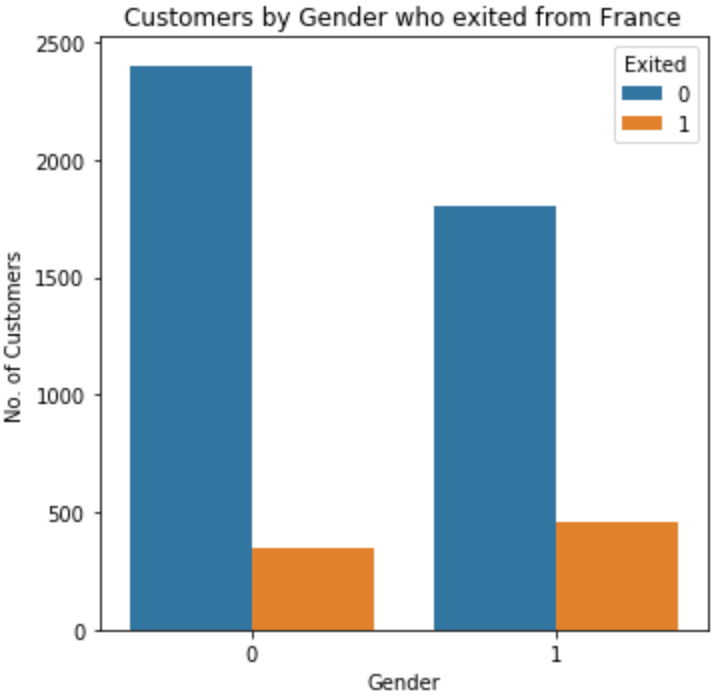 Customers by Gender who exited from France
Exited
0
1
2500
2000
1500
1000
500
0
No. of Customers
0
1
Gender